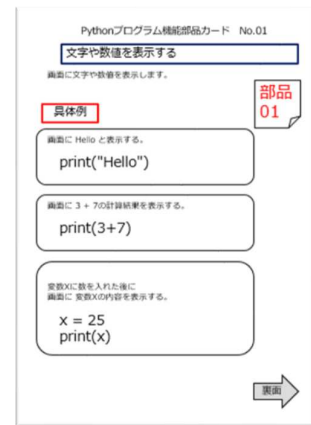 Pythonプログラム機能部品カード No.01
文字や数値を表示する
画面に文字や数値を表示します。
部品
01
具体例
画面に Hello と表示する。
print("Hello")
画面に 3 + 7の計算結果を表示する。
print(3+7)
変数Xに数を入れた後に
画面に 変数Xの内容を表示する。
x = 25
print(x)
裏面